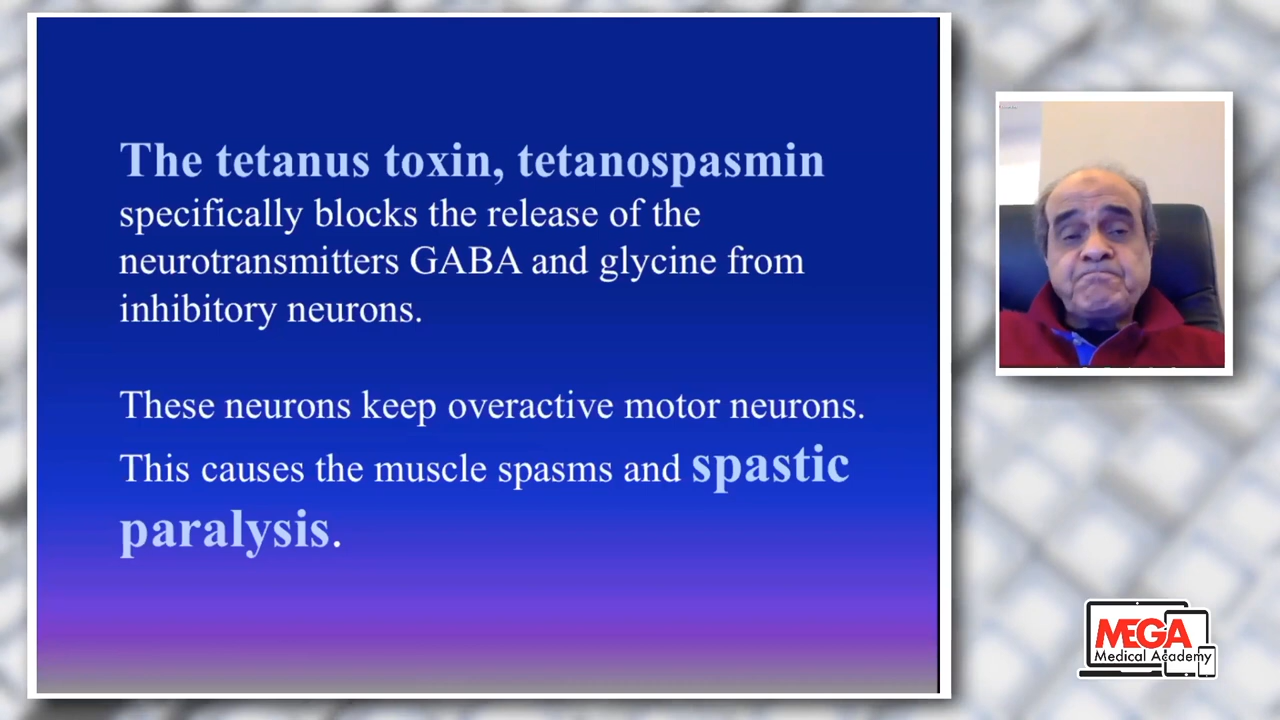 The tetanus toxin, tetanospasmin
specifically blocks the release of the
neurotransmitters GABA and glycine from
inhibitory neurons.
These neurons keep overactive motor neurons.
This causes the muscle spasms and spastic
paralysis.
MEGA
Medical Academy